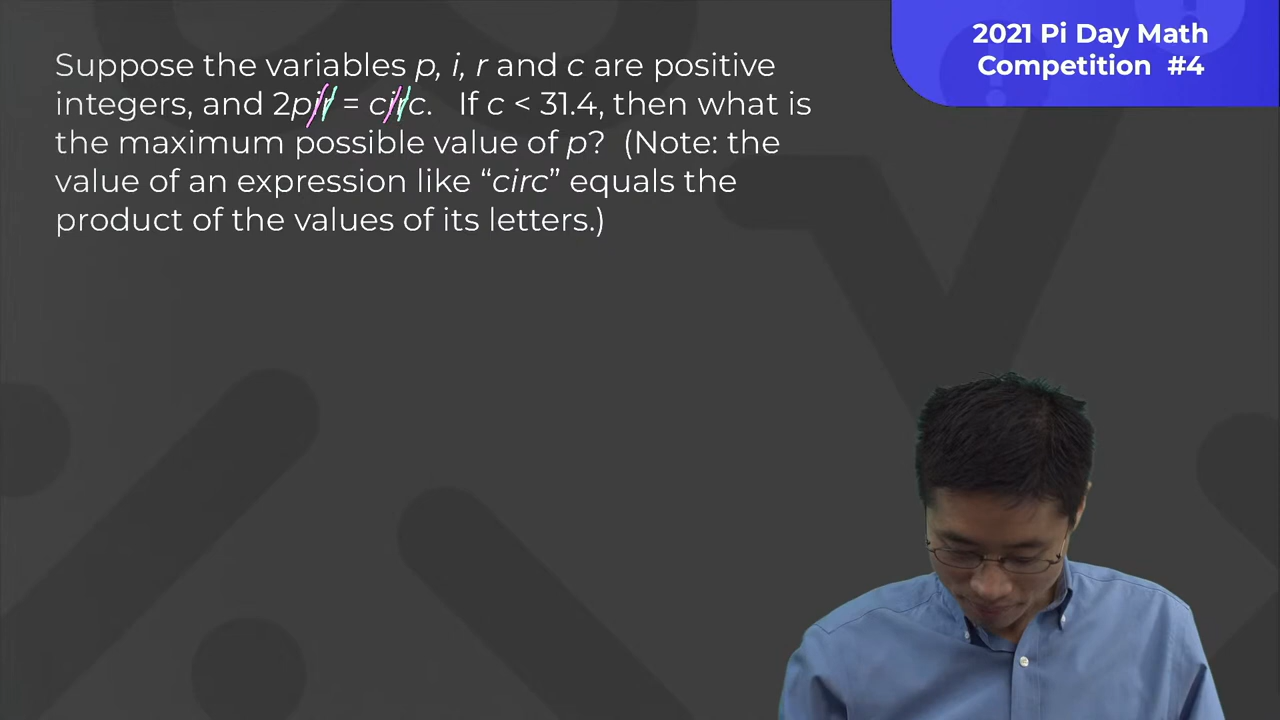 Suppose the variables p, i, r and c are positive
integers, and 2pir = circ. If c < 31.4, then what is
the maximum possible value of p? (Note: the
value of an expression like “circ” equals the
product of the values of its letters.)
2021 Pi Day Math
Competition #4